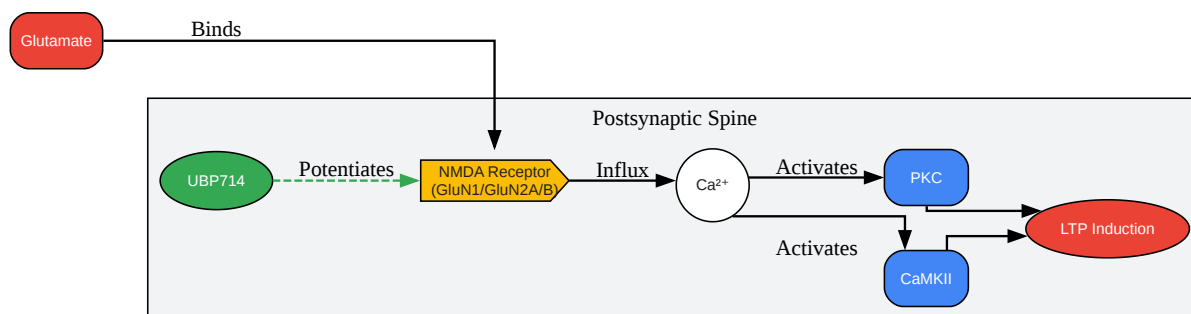 Glutamate
Binds
Postsynaptic Spine
UBP714
Potentiates
NMDA Receptor
(GluN1/GluN2A/B)
Influx
Ca²⁺
Activates
PKC
Activates
CaMKII
LTP Induction